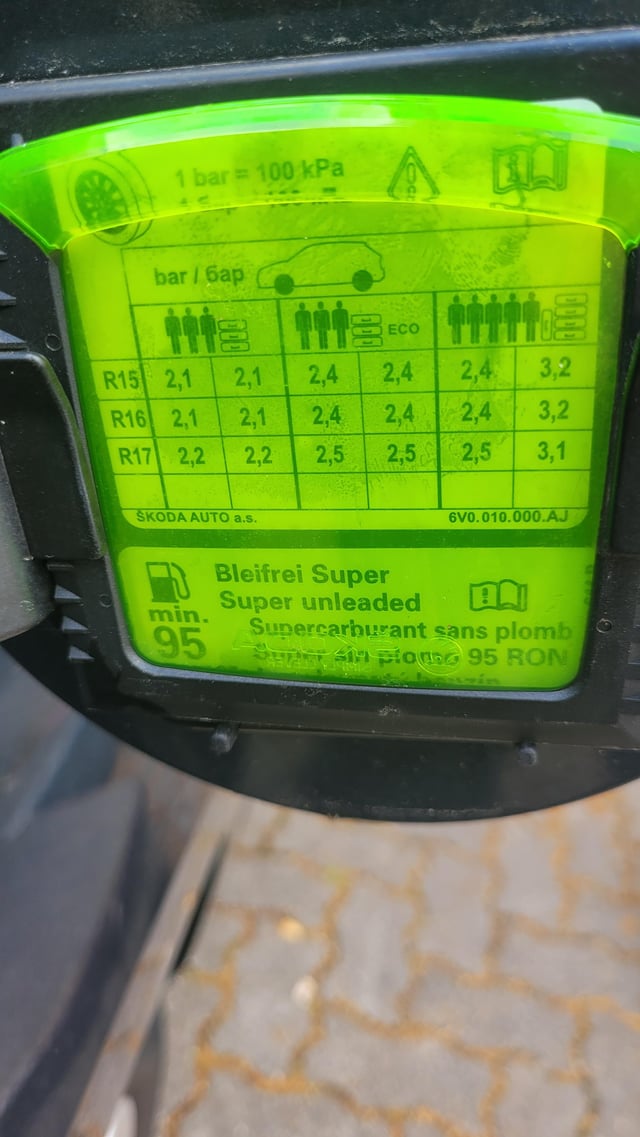 1 bar = 100 kPa
bar / бар
ECO
R15 2,1 2,1 2,4 2,4 2,4 3,2
R16 2,1 2,1 2,4 2,4 2,4 3,2
R17 2,2 2,2 2,5 2,5 2,5 3,1
ŠKODA AUTO a.s. 6V0.010.000.AJ
Bleifrei Super
Super unleaded
min. Supercarburant sans plomb
95 Super sin plomo 95 RON